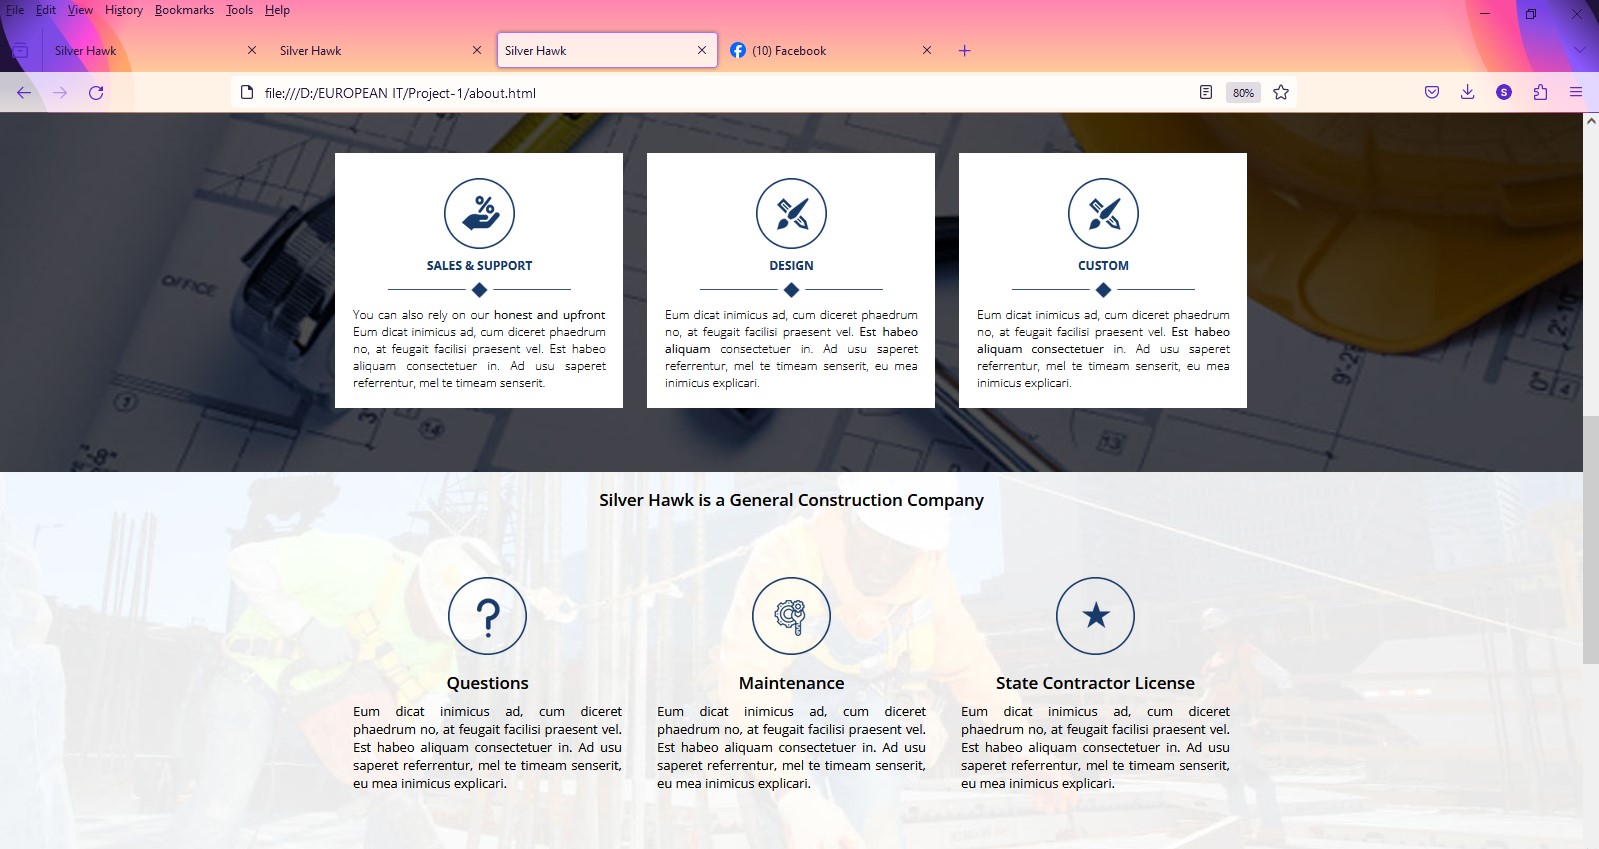 File Edit View History Bookmarks Tools Help
Silver Hawk
Silver Hawk
Silver Hawk
(10) Facebook
file:///D:/EUROPEAN IT/Project-1/about.html
80%
S
OFFICE
SALES & SUPPORT
You can also rely on our honest and upfront
Eum dicat inimicus ad, cum diceret phaedrum
no, at feugait facilisi praesent vel. Est habeo
aliquam consectetuer in. Ad usu saperet
referrentur, mel te timeam senserit.
DESIGN
Eum dicat inimicus ad, cum diceret phaedrum
no, at feugait facilisi praesent vel. Est habeo
aliquam consectetuer in. Ad usu saperet
referrentur, mel te timeam senserit, eu mea
inimicus explicari.
CUSTOM
Eum dicat inimicus ad, cum diceret phaedrum
no, at feugait facilisi praesent vel. Est habeo
aliquam consectetuer in. Ad usu saperet
referrentur, mel te timeam senserit, eu mea
inimicus explicari.
14
13
Silver Hawk is a General Construction Company
Questions
Eum dicat inimicus ad, cum diceret
phaedrum no, at feugait facilisi praesent vel.
Est habeo aliquam consectetuer in. Ad usu
saperet referrentur, mel te timeam senserit,
eu mea inimicus explicari.
Maintenance
Eum dicat inimicus ad, cum diceret
phaedrum no, at feugait facilisi praesent vel.
Est habeo aliquam consectetuer in. Ad usu
saperet referrentur, mel te timeam senserit,
eu mea inimicus explicari.
State Contractor License
Eum dicat inimicus ad, cum diceret
phaedrum no, at feugait facilisi praesent vel.
Est habeo aliquam consectetuer in. Ad usu
saperet referrentur, mel te timeam senserit,
eu mea inimicus explicari.